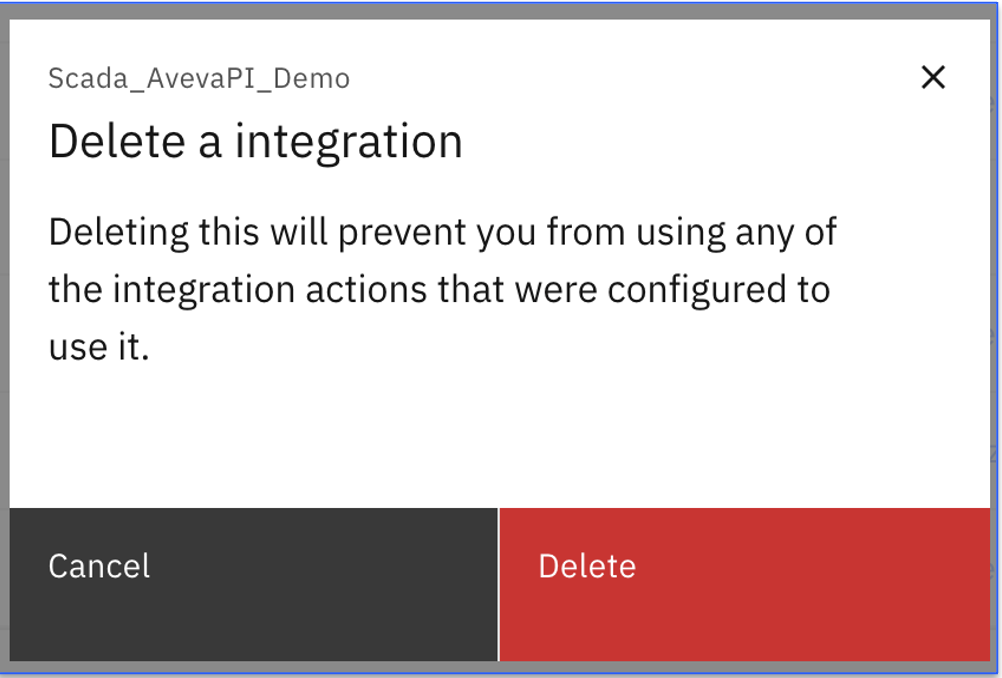 Scada_AvevaPI_Demo
Delete a integration
Deleting this will prevent you from using any of
the integration actions that were configured to
use it.
Cancel
Delete